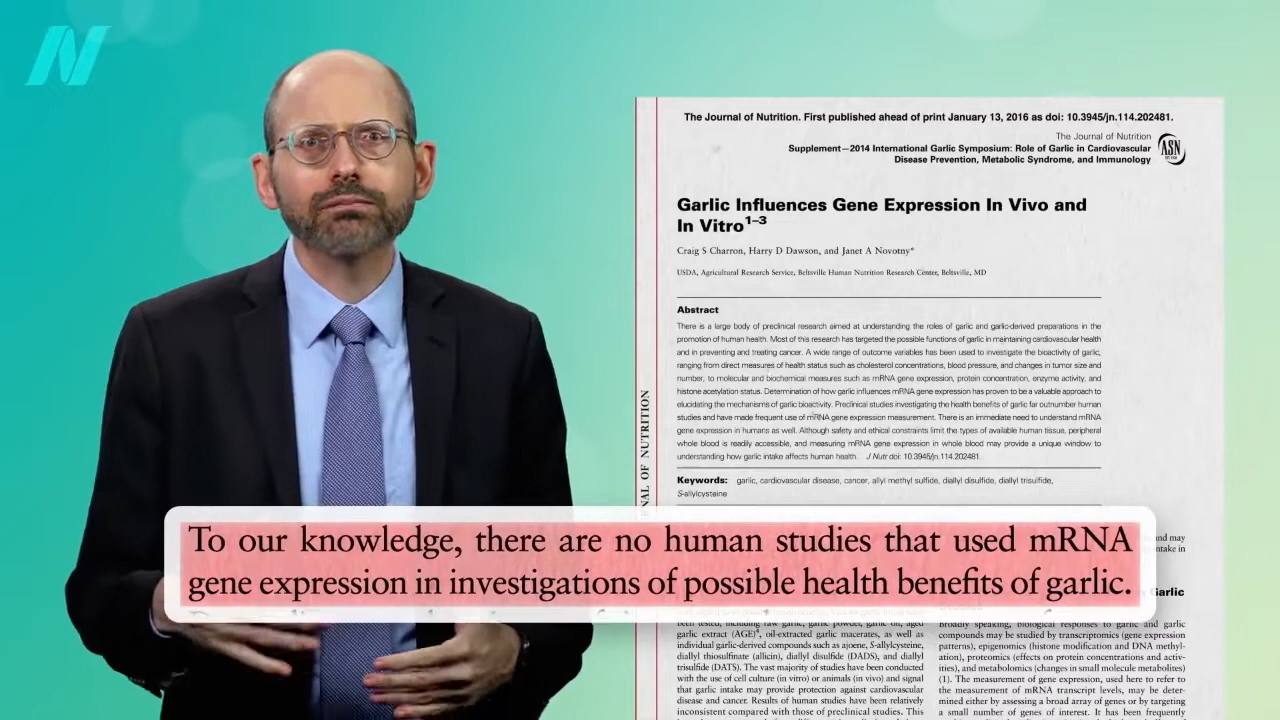 The Journal of Nutrition. First published ahead of print January 13, 2016 as doi: 10.3945/jn.114.202481.
The Journal of Nutrition
Supplement—2014 International Garlic Symposium: Role of Garlic in Cardiovascular
Disease Prevention, Metabolic Syndrome, and Immunology
ASN
Garlic Influences Gene Expression In Vivo and
In Vitro1–3
Craig S Charron, Harry D Dawson, and Janet A Novotny*
USDA, Agricultural Research Service, Beltsville Human Nutrition Research Center, Beltsville, MD
Abstract
There is a large body of preclinical research aimed at understanding the roles of garlic and garlic-derived preparations in the
promotion of human health. Most of this research has targeted the possible functions of garlic in maintaining cardiovascular health
and in preventing and treating cancer. A wide range of outcome variables has been used to investigate the bioactivity of garlic,
ranging from direct measures of health status such as cholesterol concentrations, blood pressure, and changes in tumor size and
number, to molecular and biochemical measures such as mRNA gene expression, protein concentration, enzyme activity, and
histone acetylation status. Determination of how garlic influences mRNA gene expression has proven to be a valuable approach to
elucidating the mechanisms of garlic bioactivity. Preclinical studies investigating the health benefits of garlic far outnumber human
studies and have made frequent use of mRNA gene expression measurement. There is an immediate need to understand mRNA
gene expression in humans as well. Although safety and ethical constraints limit the types of available human tissue, peripheral
whole blood is readily accessible, and measuring mRNA gene expression in whole blood may provide a unique window to
understanding how garlic intake affects human health. J Nutr doi: 10.3945/jn.114.202481.
Keywords: garlic, cardiovascular disease, cancer, allyl methyl sulfide, diallyl disulfide, diallyl trisulfide,
S-allylcysteine
NAL OF NUTRITION
To our knowledge, there are no human studies that used mRNA
gene expression in investigations of possible health benefits of garlic.
and may
intake in
Garlic
been tested, including raw garlic, garlic powder, garlic oil, aged
garlic extract (AGE)4, oil-extracted garlic macerates, as well as
individual garlic-derived compounds such as ajoene, S-allylcysteine,
diallyl thiosulfinate (allicin), diallyl disulfide (DADS), and diallyl
trisulfide (DATS). The vast majority of studies have been conducted
with the use of cell culture (in vitro) or animals (in vivo) and signal
that garlic intake may provide protection against cardiovascular
disease and cancer. Results of human studies have been relatively
inconsistent compared with those of preclinical studies. This
Broadly speaking, biological responses to garlic and garlic
compounds may be studied by transcriptomics (gene expression
patterns), epigenomics (histone modification and DNA methyl-
ation), proteomics (effects on protein concentrations and activ-
ities), and metabolomics (changes in small molecule metabolites)
(1). The measurement of gene expression, used here to refer to
the measurement of mRNA transcript levels, may be deter-
mined either by assessing a broad array of genes or by targeting
a small number of genes of interest. It has been frequently